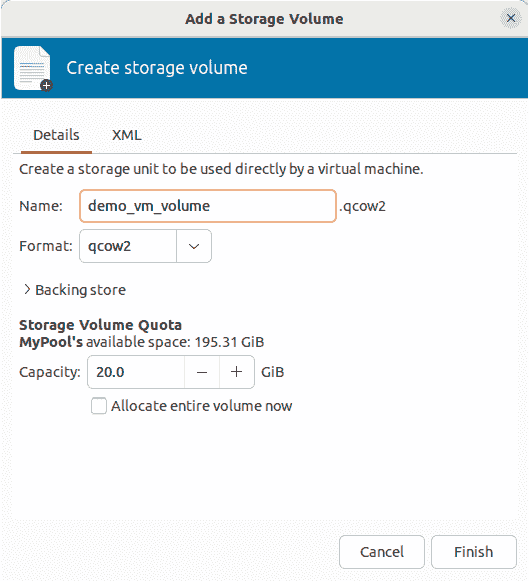 Add a Storage Volume
Create storage volume
Details XML
Create a storage unit to be used directly by a virtual machine.
Name: demo_vm_volume .qcow2
Format: qcow2
Backing store
Storage Volume Quota
MyPool's available space: 195.31 GiB
Capacity: 20.0 − + GiB
Allocate entire volume now
Cancel Finish